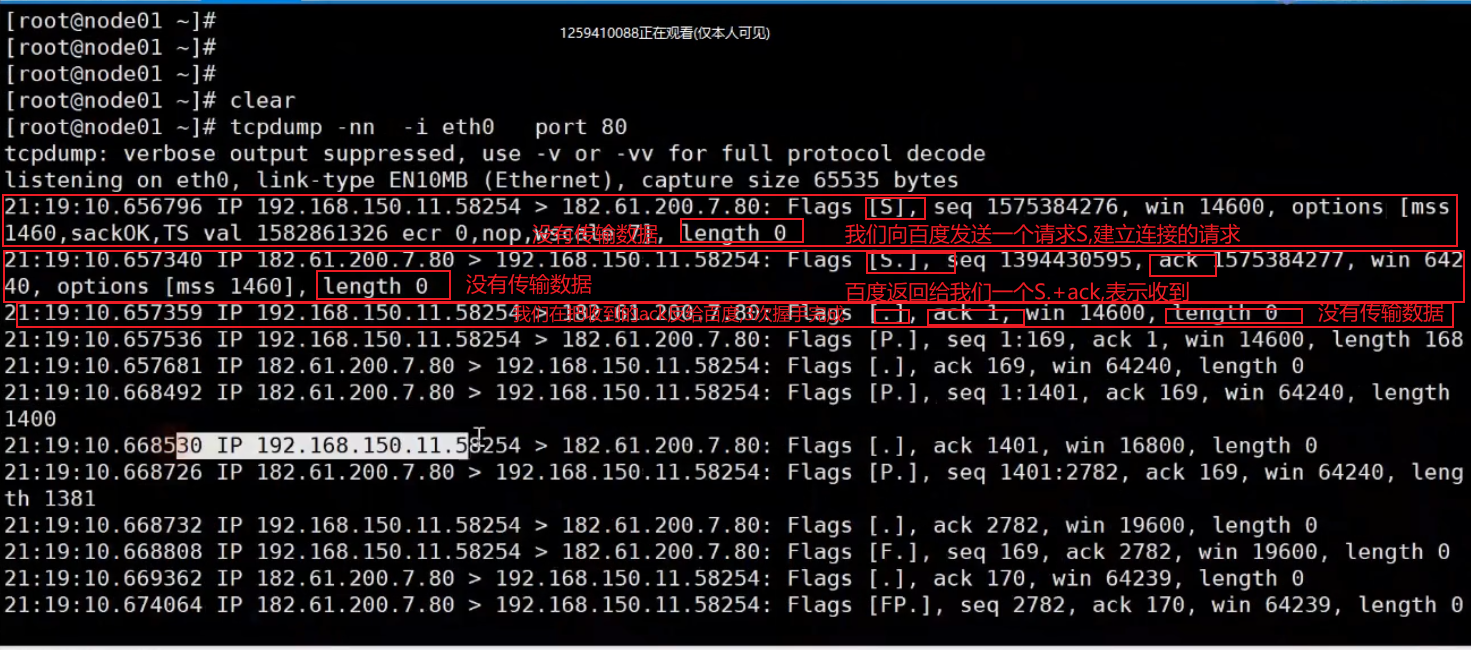 [root@node01 ~]#
[root@node01 ~]#
1259410088正在观看(仅本人可见)
[root@node01 ~]#
[root@node01 ~]# clear
[root@node01 ~]# tcpdump -nn  -i eth0   port 80
tcpdump: verbose output suppressed, use -v or -vv for full protocol decode
listening on eth0, link-type EN10MB (Ethernet), capture size 65535 bytes
21:19:10.656796 IP 192.168.150.11.58254 > 182.61.200.7.80: Flags [S], seq 1575384276, win 14600, options [mss
1460,sackOK,TS val 1582861326 ecr 0,nop,wscale 7], length 0
没有传输数据
我们向百度发送一个请求S,建立连接的请求
21:19:10.657340 IP 182.61.200.7.80 > 192.168.150.11.58254: Flags [S.], seq 1394430595, ack 1575384277, win 642
40, options [mss 1460], length 0
没有传输数据
百度返回给我们一个S.+ack,表示收到
21:19:10.657359 IP 192.168.150.11.58254 > 182.61.200.7.80: Flags [.], ack 1, win 14600, length 0
我们在把收到的ack反给百度,3次握手完成
没有传输数据
21:19:10.657536 IP 192.168.150.11.58254 > 182.61.200.7.80: Flags [P.], seq 1:169, ack 1, win 14600, length 168
21:19:10.657681 IP 182.61.200.7.80 > 192.168.150.11.58254: Flags [.], ack 169, win 64240, length 0
21:19:10.668492 IP 182.61.200.7.80 > 192.168.150.11.58254: Flags [P.], seq 1:1401, ack 169, win 64240, length
1400
21:19:10.668530 IP 192.168.150.11.58254 > 182.61.200.7.80: Flags [.], ack 1401, win 16800, length 0
21:19:10.668726 IP 182.61.200.7.80 > 192.168.150.11.58254: Flags [P.], seq 1401:2782, ack 169, win 64240, leng
th 1381
21:19:10.668732 IP 192.168.150.11.58254 > 182.61.200.7.80: Flags [.], ack 2782, win 19600, length 0
21:19:10.668808 IP 192.168.150.11.58254 > 182.61.200.7.80: Flags [F.], seq 169, ack 2782, win 19600, length 0
21:19:10.669362 IP 182.61.200.7.80 > 192.168.150.11.58254: Flags [.], ack 170, win 64239, length 0
21:19:10.674064 IP 182.61.200.7.80 > 192.168.150.11.58254: Flags [FP.], seq 2782, ack 170, win 64239, length 0